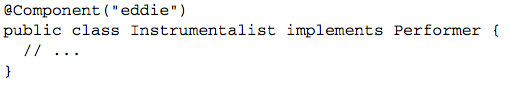 @Component("eddie")
public class Instrumentalist implements Performer {
  // ...
}